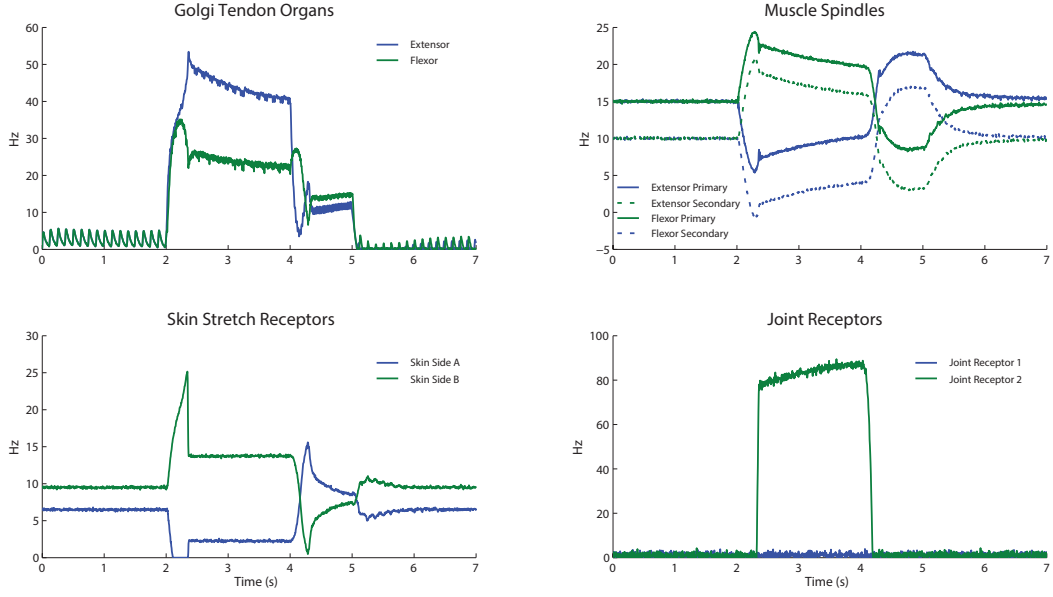 Golgi Tendon Organs
60
50
40
30
20
10
0
Hz
0 1 2 3 4 5 6 7
Extensor
Flexor
Muscle Spindles
25
20
15
10
5
0
−5
Hz
0 1 2 3 4 5 6 7
Extensor Primary
Extensor Secondary
Flexor Primary
Flexor Secondary
Skin Stretch Receptors
30
25
20
15
10
5
0
Hz
0 1 2 3 4 5 6 7
Time (s)
Skin Side A
Skin Side B
Joint Receptors
100
80
60
40
20
0
Hz
0 1 2 3 4 5 6 7
Time (s)
Joint Receptor 1
Joint Receptor 2